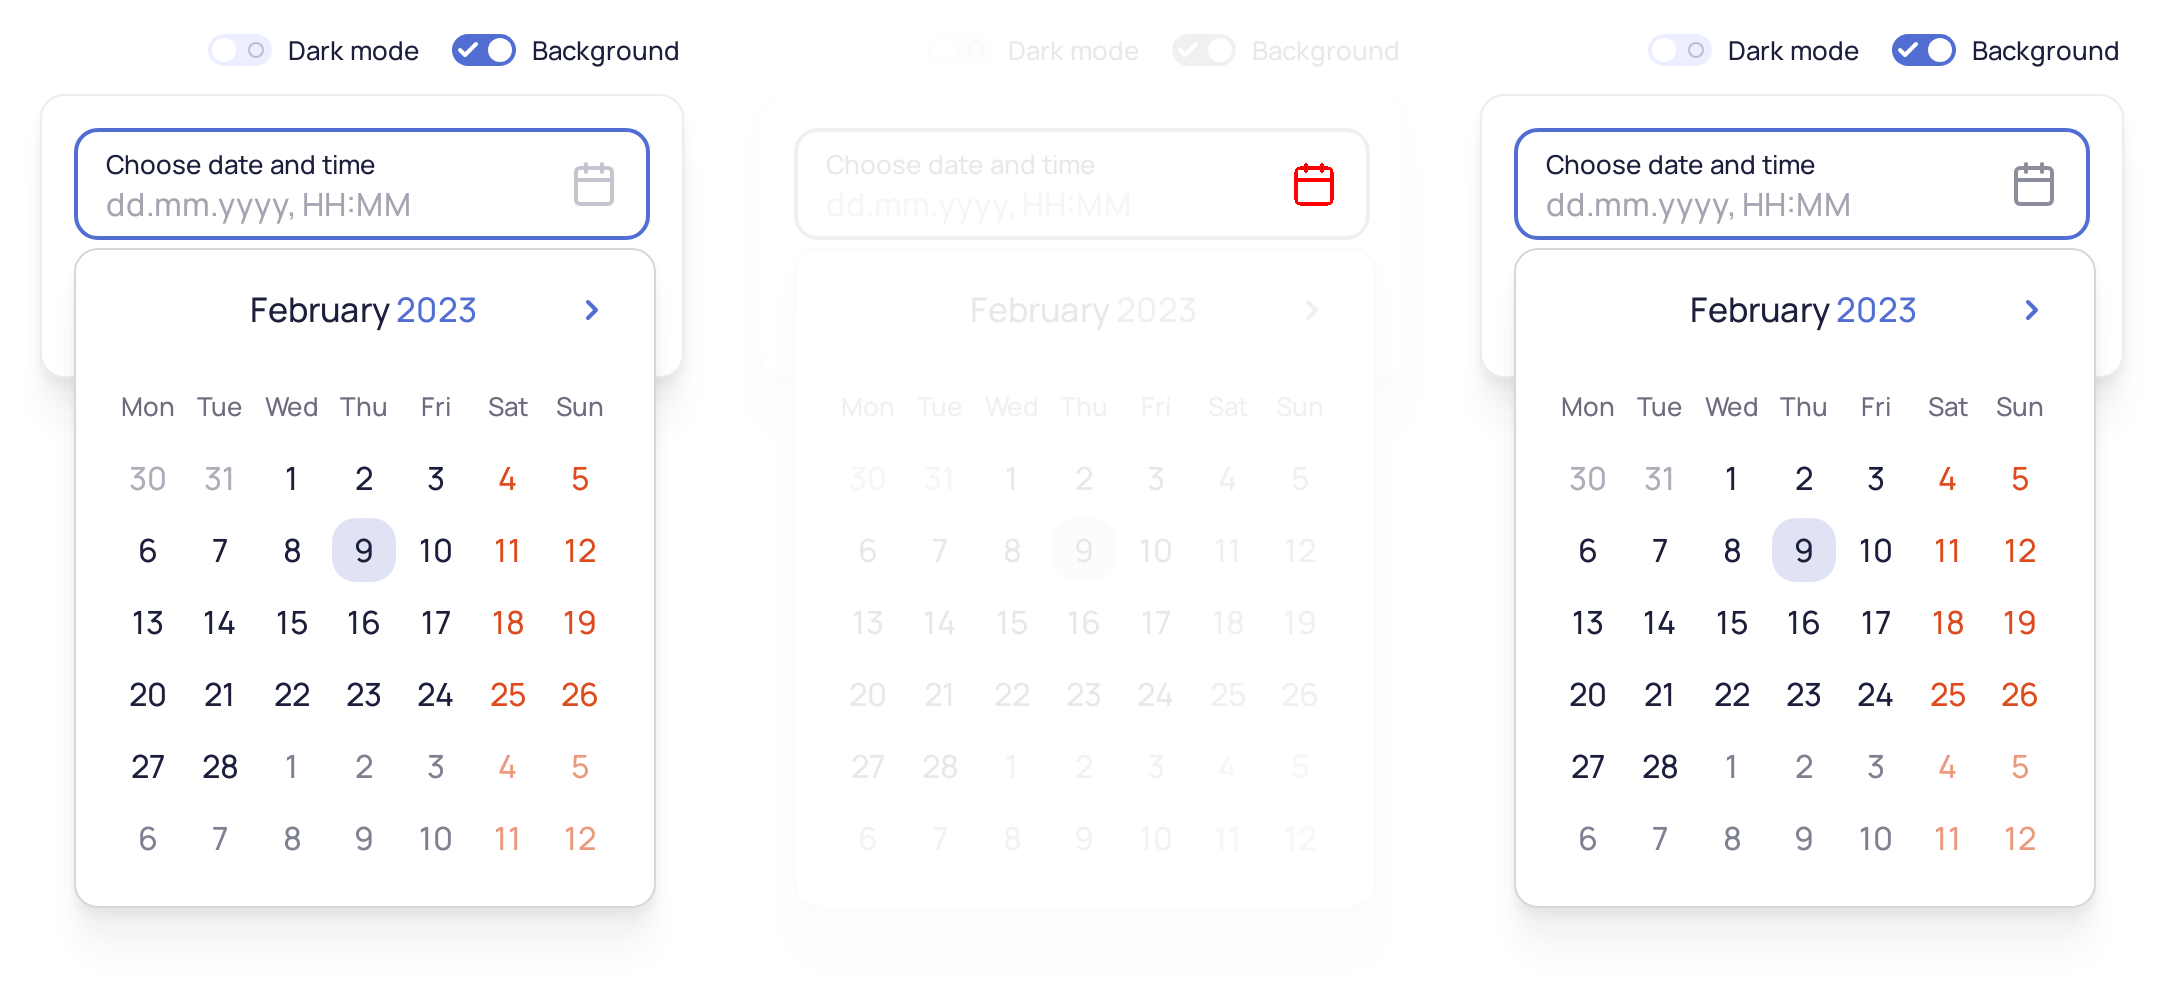 Dark mode Background
Choose date and time
dd.mm.yyyy, HH:MM
February 2023
Mon Tue Wed Thu Fri Sat Sun
30 31 1 2 3 4 5
6 7 8 9 10 11 12
13 14 15 16 17 18 19
20 21 22 23 24 25 26
27 28 1 2 3 4 5
6 7 8 9 10 11 12
Dark mode Background
Choose date and time
dd.mm.yyyy, HH:MM
February 2023
Mon Tue Wed Thu Fri Sat Sun
30 31 1 2 3 4 5
6 7 8 9 10 11 12
13 14 15 16 17 18 19
20 21 22 23 24 25 26
27 28 1 2 3 4 5
6 7 8 9 10 11 12
Dark mode Background
Choose date and time
dd.mm.yyyy, HH:MM
February 2023
Mon Tue Wed Thu Fri Sat Sun
30 31 1 2 3 4 5
6 7 8 9 10 11 12
13 14 15 16 17 18 19
20 21 22 23 24 25 26
27 28 1 2 3 4 5
6 7 8 9 10 11 12